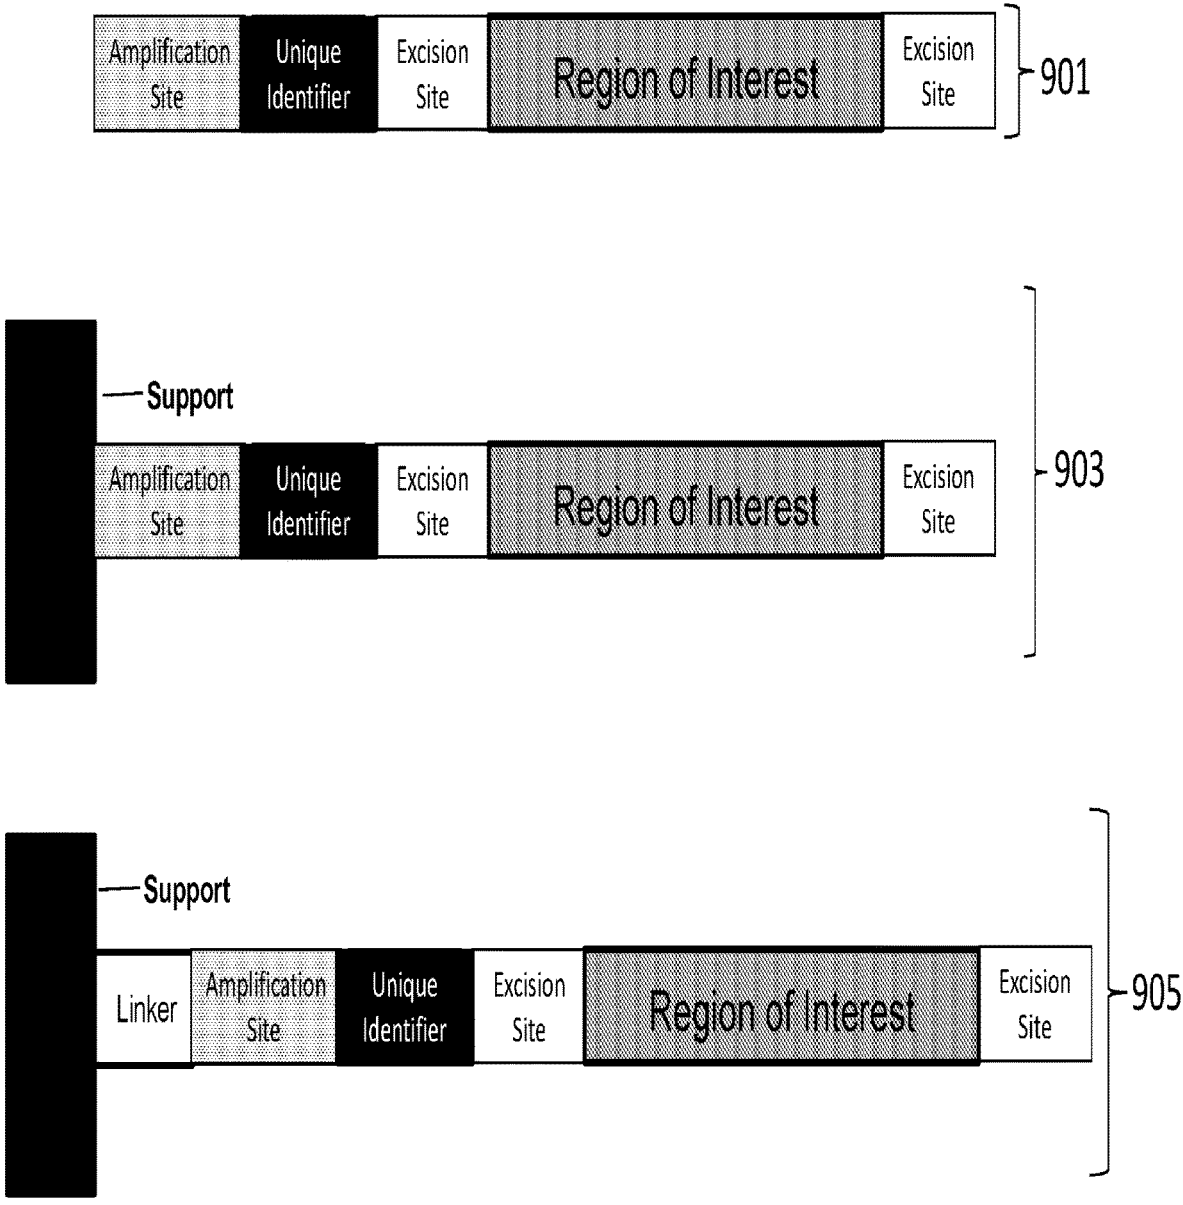 Amplification Site
Unique Identifier
Excision Site
Region of Interest
Excision Site
901
Support
Amplification Site
Unique Identifier
Excision Site
Region of Interest
Excision Site
903
Support
Linker
Amplification Site
Unique Identifier
Excision Site
Region of Interest
Excision Site
905